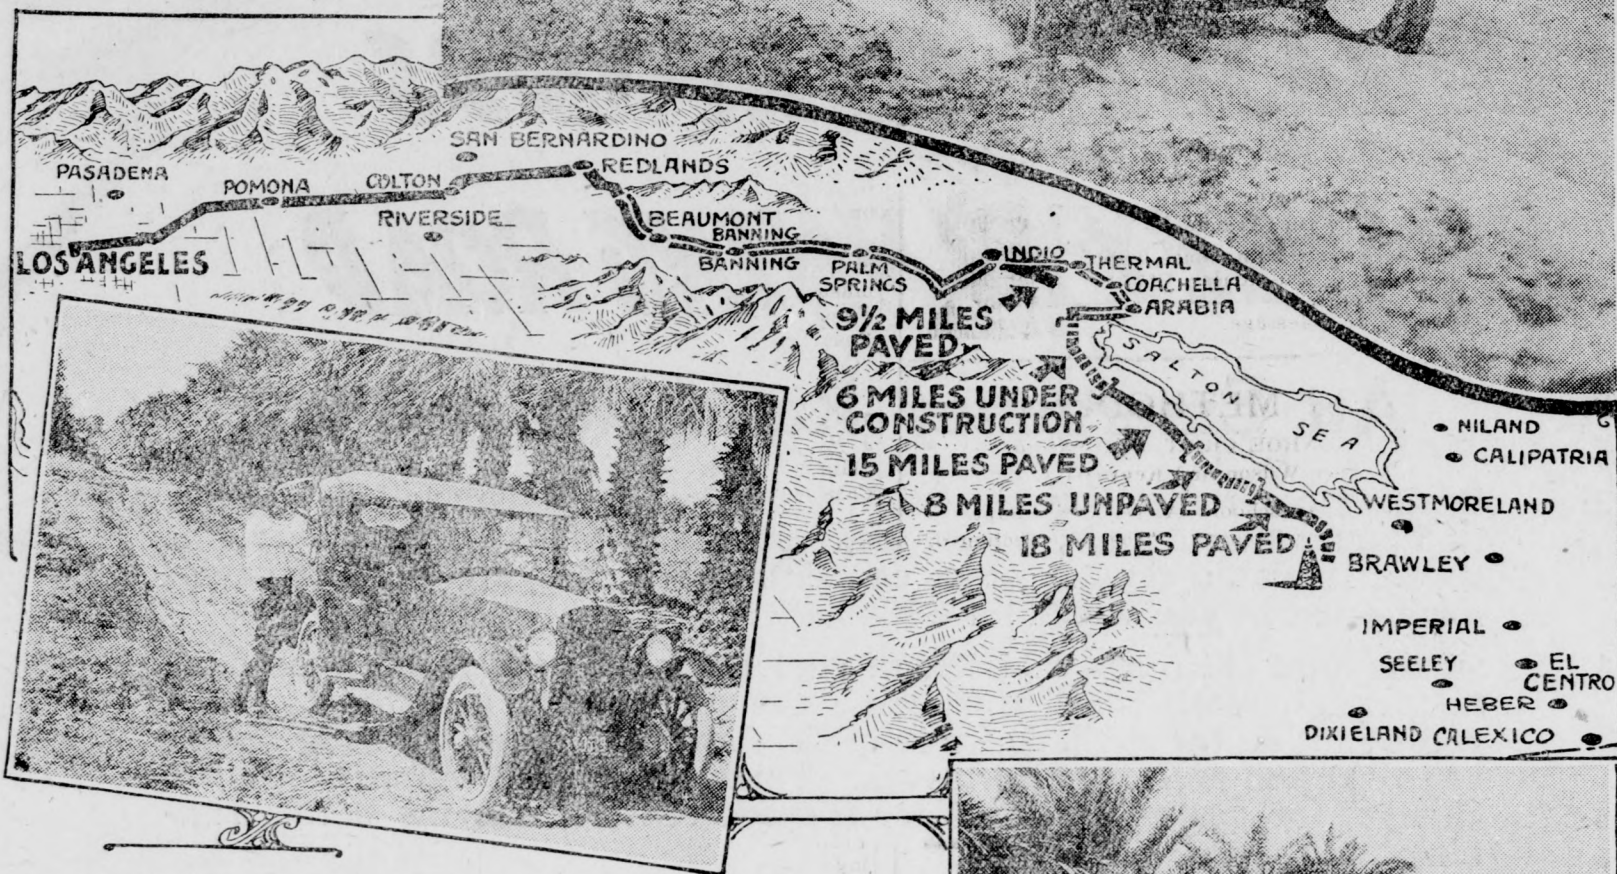 SAN BERNARDINO
PASADENA
POMONA
COLTON
REDLANDS
RIVERSIDE
BEAUMONT
BANNING
LOS ANGELES
BANNING
PALM
SPRINGS
INDIO
THERMAL
COACHELLA
ARABIA
9½ MILES
PAVED
6 MILES UNDER
CONSTRUCTION
15 MILES PAVED
8 MILES UNPAVED
18 MILES PAVED
SALTON
SEA
NILAND
CALIPATRIA
WESTMORELAND
BRAWLEY
IMPERIAL
SEELEY
EL
CENTRO
HEBER
DIXIELAND
CALEXICO